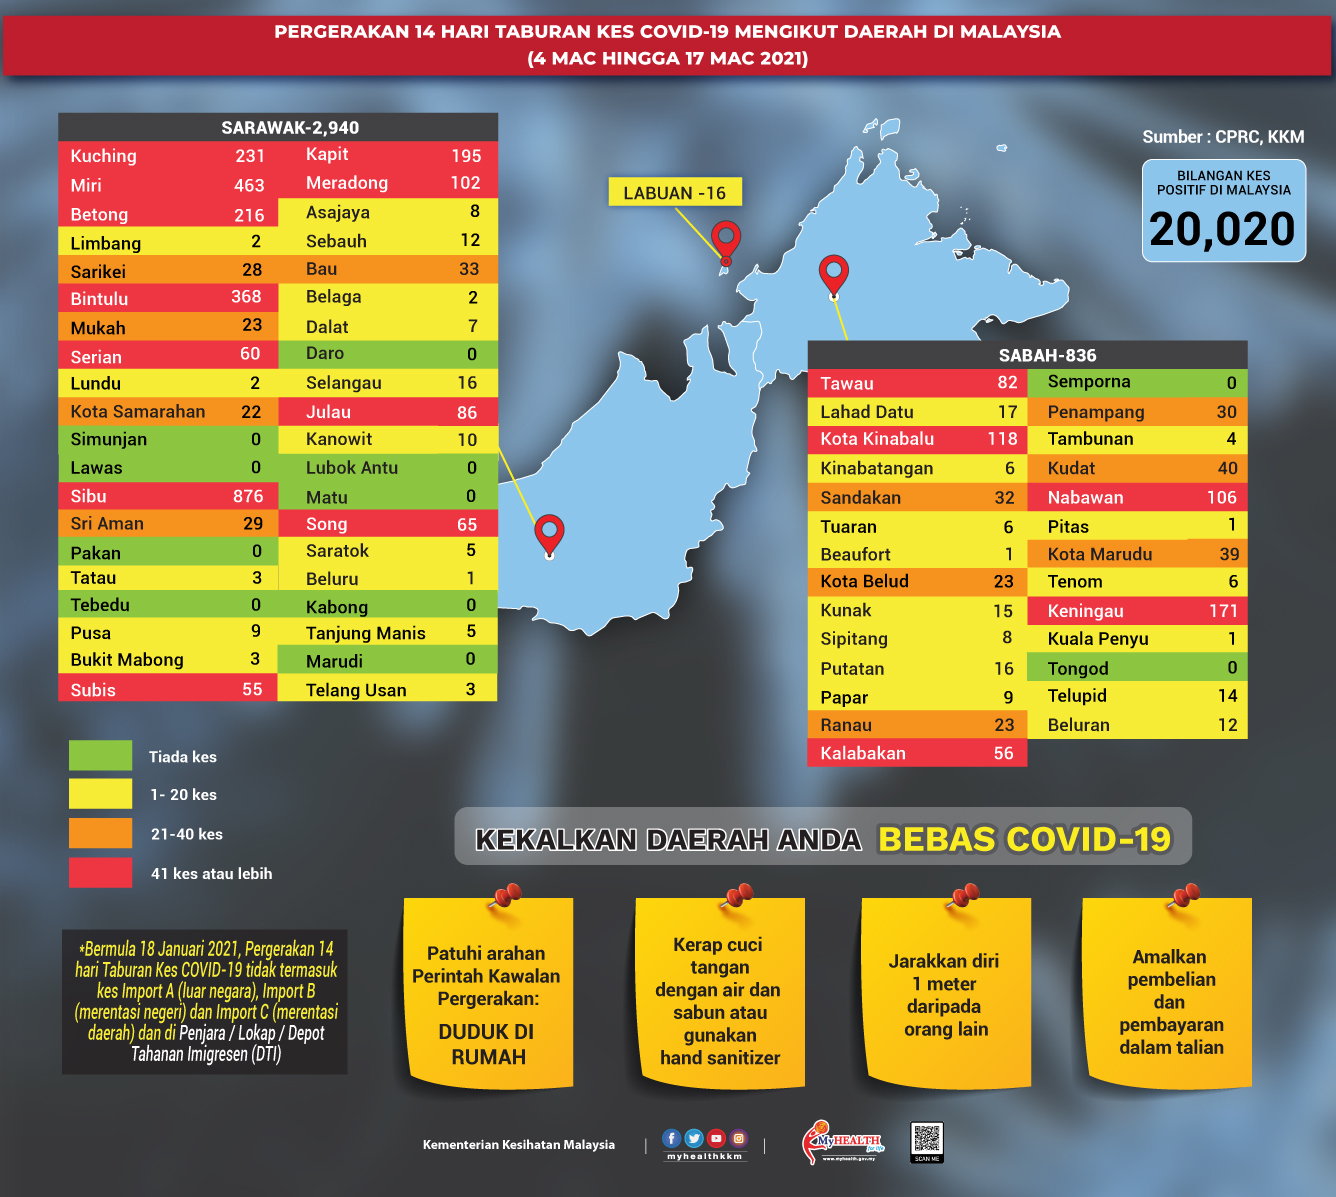 PERGERAKAN 14 HARI TABURAN KES COVID-19 MENGIKUT DAERAH DI MALAYSIA
(4 MAC HINGGA 17 MAC 2021)
SARAWAK-2,940
Kuching 231
Miri 463
Betong 216
Limbang 2
Sarikei 28
Bintulu 368
Mukah 23
Serian 60
Lundu 2
Kota Samarahan 22
Simunjan 0
Lawas 0
Sibu 876
Sri Aman 29
Pakan 0
Tatau 3
Tebedu 0
Pusa 9
Bukit Mabong 3
Subis 55
Kapit 195
Meradong 102
Asajaya 8
Sebauh 12
Bau 33
Belaga 2
Dalat 7
Daro 0
Selangau 16
Julau 86
Kanowit 10
Lubok Antu 0
Matu 0
Song 65
Saratok 5
Beluru 1
Kabong 0
Tanjung Manis 5
Marudi 0
Telang Usan 3
LABUAN -16
Sumber : CPRC, KKM
BILANGAN KES
POSITIF DI MALAYSIA
20,020
SABAH-836
Tawau 82
Lahad Datu 17
Kota Kinabalu 118
Kinabatangan 6
Sandakan 32
Tuaran 6
Beaufort 1
Kota Belud 23
Kunak 15
Sipitang 8
Putatan 16
Papar 9
Ranau 23
Kalabakan 56
Semporna 0
Penampang 30
Tambunan 4
Kudat 40
Nabawan 106
Pitas 1
Kota Marudu 39
Tenom 6
Keningau 171
Kuala Penyu 1
Tongod 0
Telupid 14
Beluran 12
Tiada kes
1- 20 kes
21-40 kes
41 kes atau lebih
*Bermula 18 Januari 2021, Pergerakan 14
hari Taburan Kes COVID-19 tidak termasuk
kes Import A (luar negara), Import B
(merentasi negeri) dan Import C (merentasi
daerah) dan di Penjara / Lokap / Depot
Tahanan Imigresen (DTI)
KEKALKAN DAERAH ANDA BEBAS COVID-19
Patuhi arahan
Perintah Kawalan
Pergerakan:
DUDUK DI
RUMAH
Kerap cuci
tangan
dengan air dan
sabun atau
gunakan
hand sanitizer
Jarakkan diri
1 meter
daripada
orang lain
Amalkan
pembelian
dan
pembayaran
dalam talian
Kementerian Kesihatan Malaysia
myhealthkkm
MyHEALTH
for life
www.myhealth.gov.my
SCAN ME